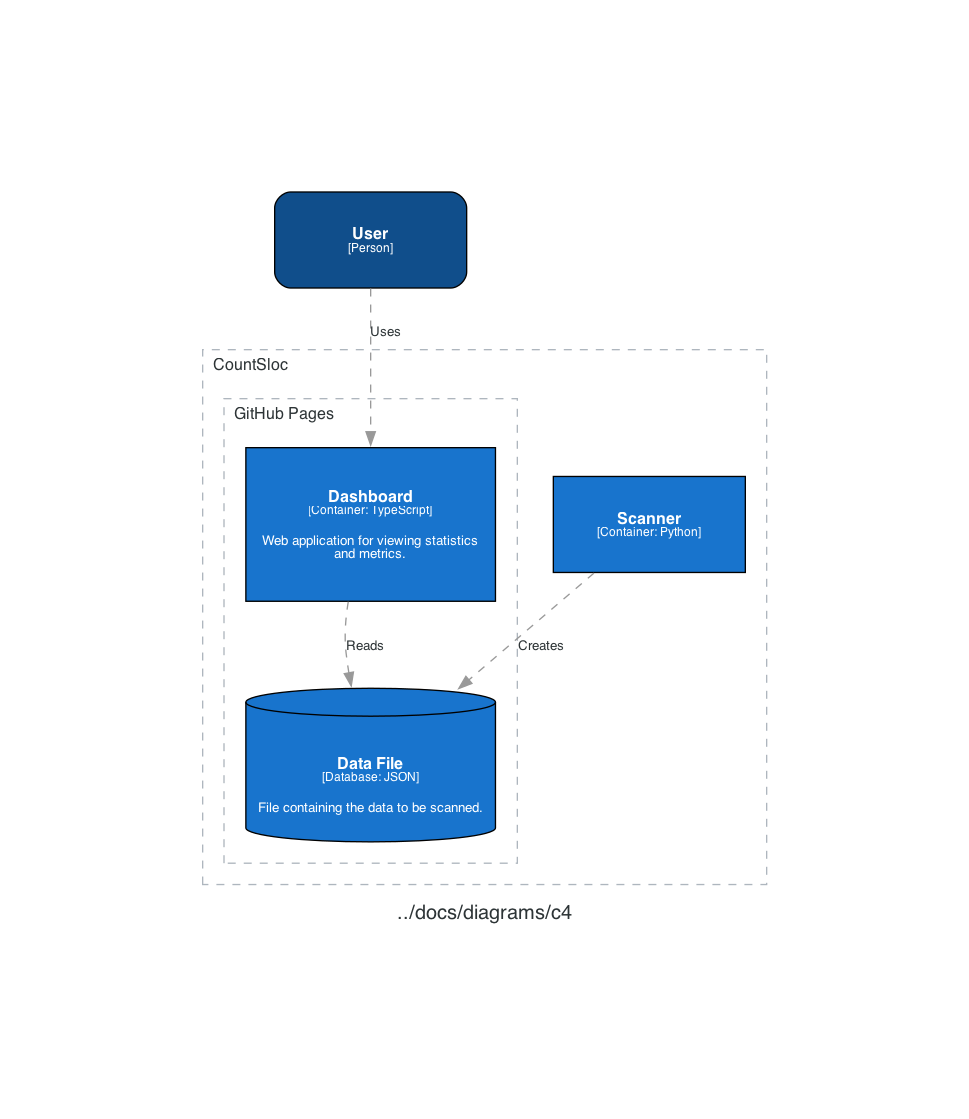 User
[Person]
Uses
CountSloc
GitHub Pages
Dashboard
[Container: TypeScript]
Web application for viewing statistics
and metrics.
Scanner
[Container: Python]
Reads
Creates
Data File
[Database: JSON]
File containing the data to be scanned.
../docs/diagrams/c4